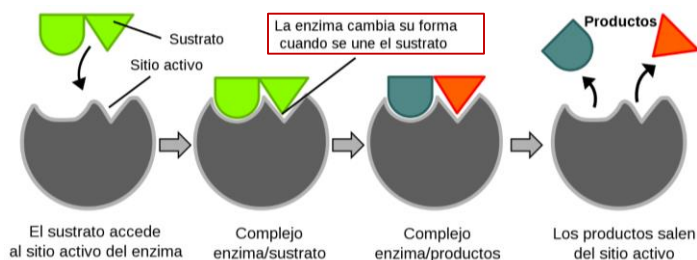 Sustrato
Sitio activo
La enzima cambia su forma
cuando se une el sustrato
Productos
El sustrato accede
al sitio activo del enzima
Complejo
enzima/sustrato
Complejo
enzima/productos
Los productos salen
del sitio activo